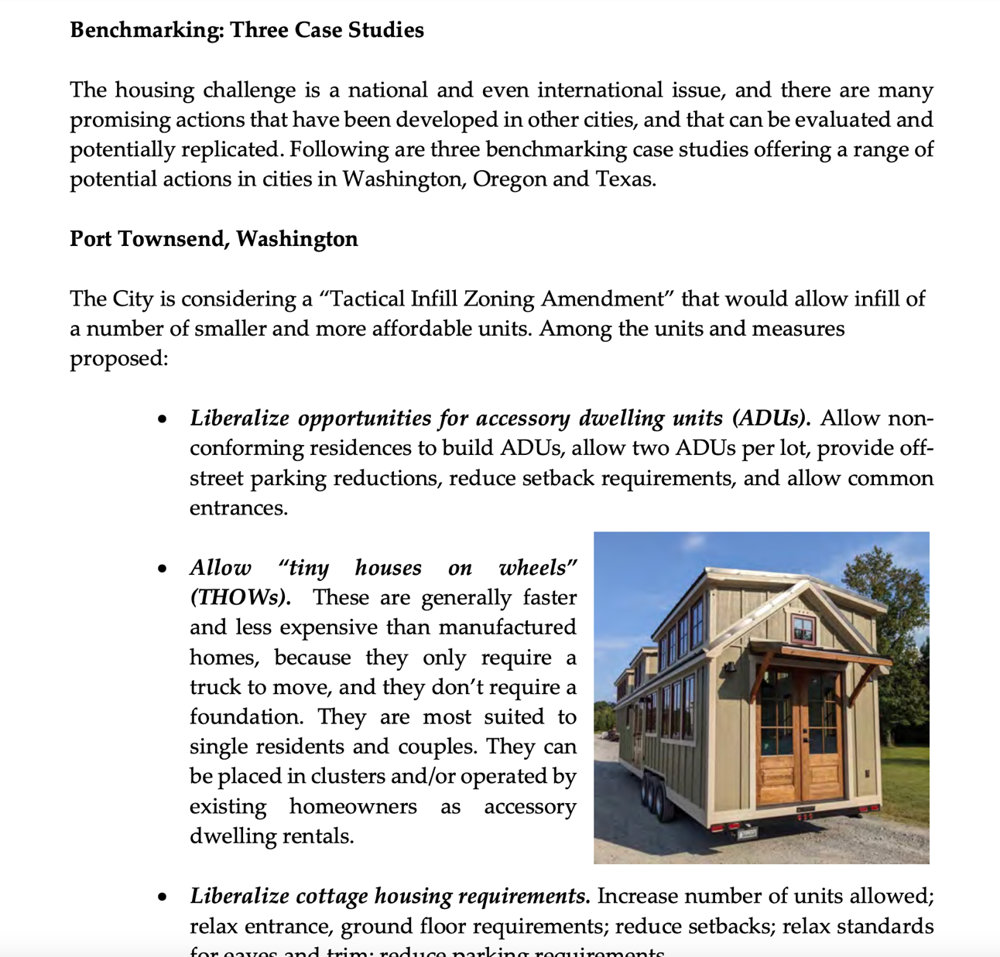 Benchmarking: Three Case Studies
The housing challenge is a national and even international issue, and there are many
promising actions that have been developed in other cities, and that can be evaluated and
potentially replicated. Following are three benchmarking case studies offering a range of
potential actions in cities in Washington, Oregon and Texas.
Port Townsend, Washington
The City is considering a “Tactical Infill Zoning Amendment” that would allow infill of
a number of smaller and more affordable units. Among the units and measures
proposed:
• Liberalize opportunities for accessory dwelling units (ADUs). Allow non-
conforming residences to build ADUs, allow two ADUs per lot, provide off-
street parking reductions, reduce setback requirements, and allow common
entrances.
• Allow “tiny houses on wheels”
(THOWs). These are generally faster
and less expensive than manufactured
homes, because they only require a
truck to move, and they don’t require a
foundation. They are most suited to
single residents and couples. They can
be placed in clusters and/or operated by
existing homeowners as accessory
dwelling rentals.
• Liberalize cottage housing requirements. Increase number of units allowed;
relax entrance, ground floor requirements; reduce setbacks; relax standards
for eaves and trim; reduce parking requirements